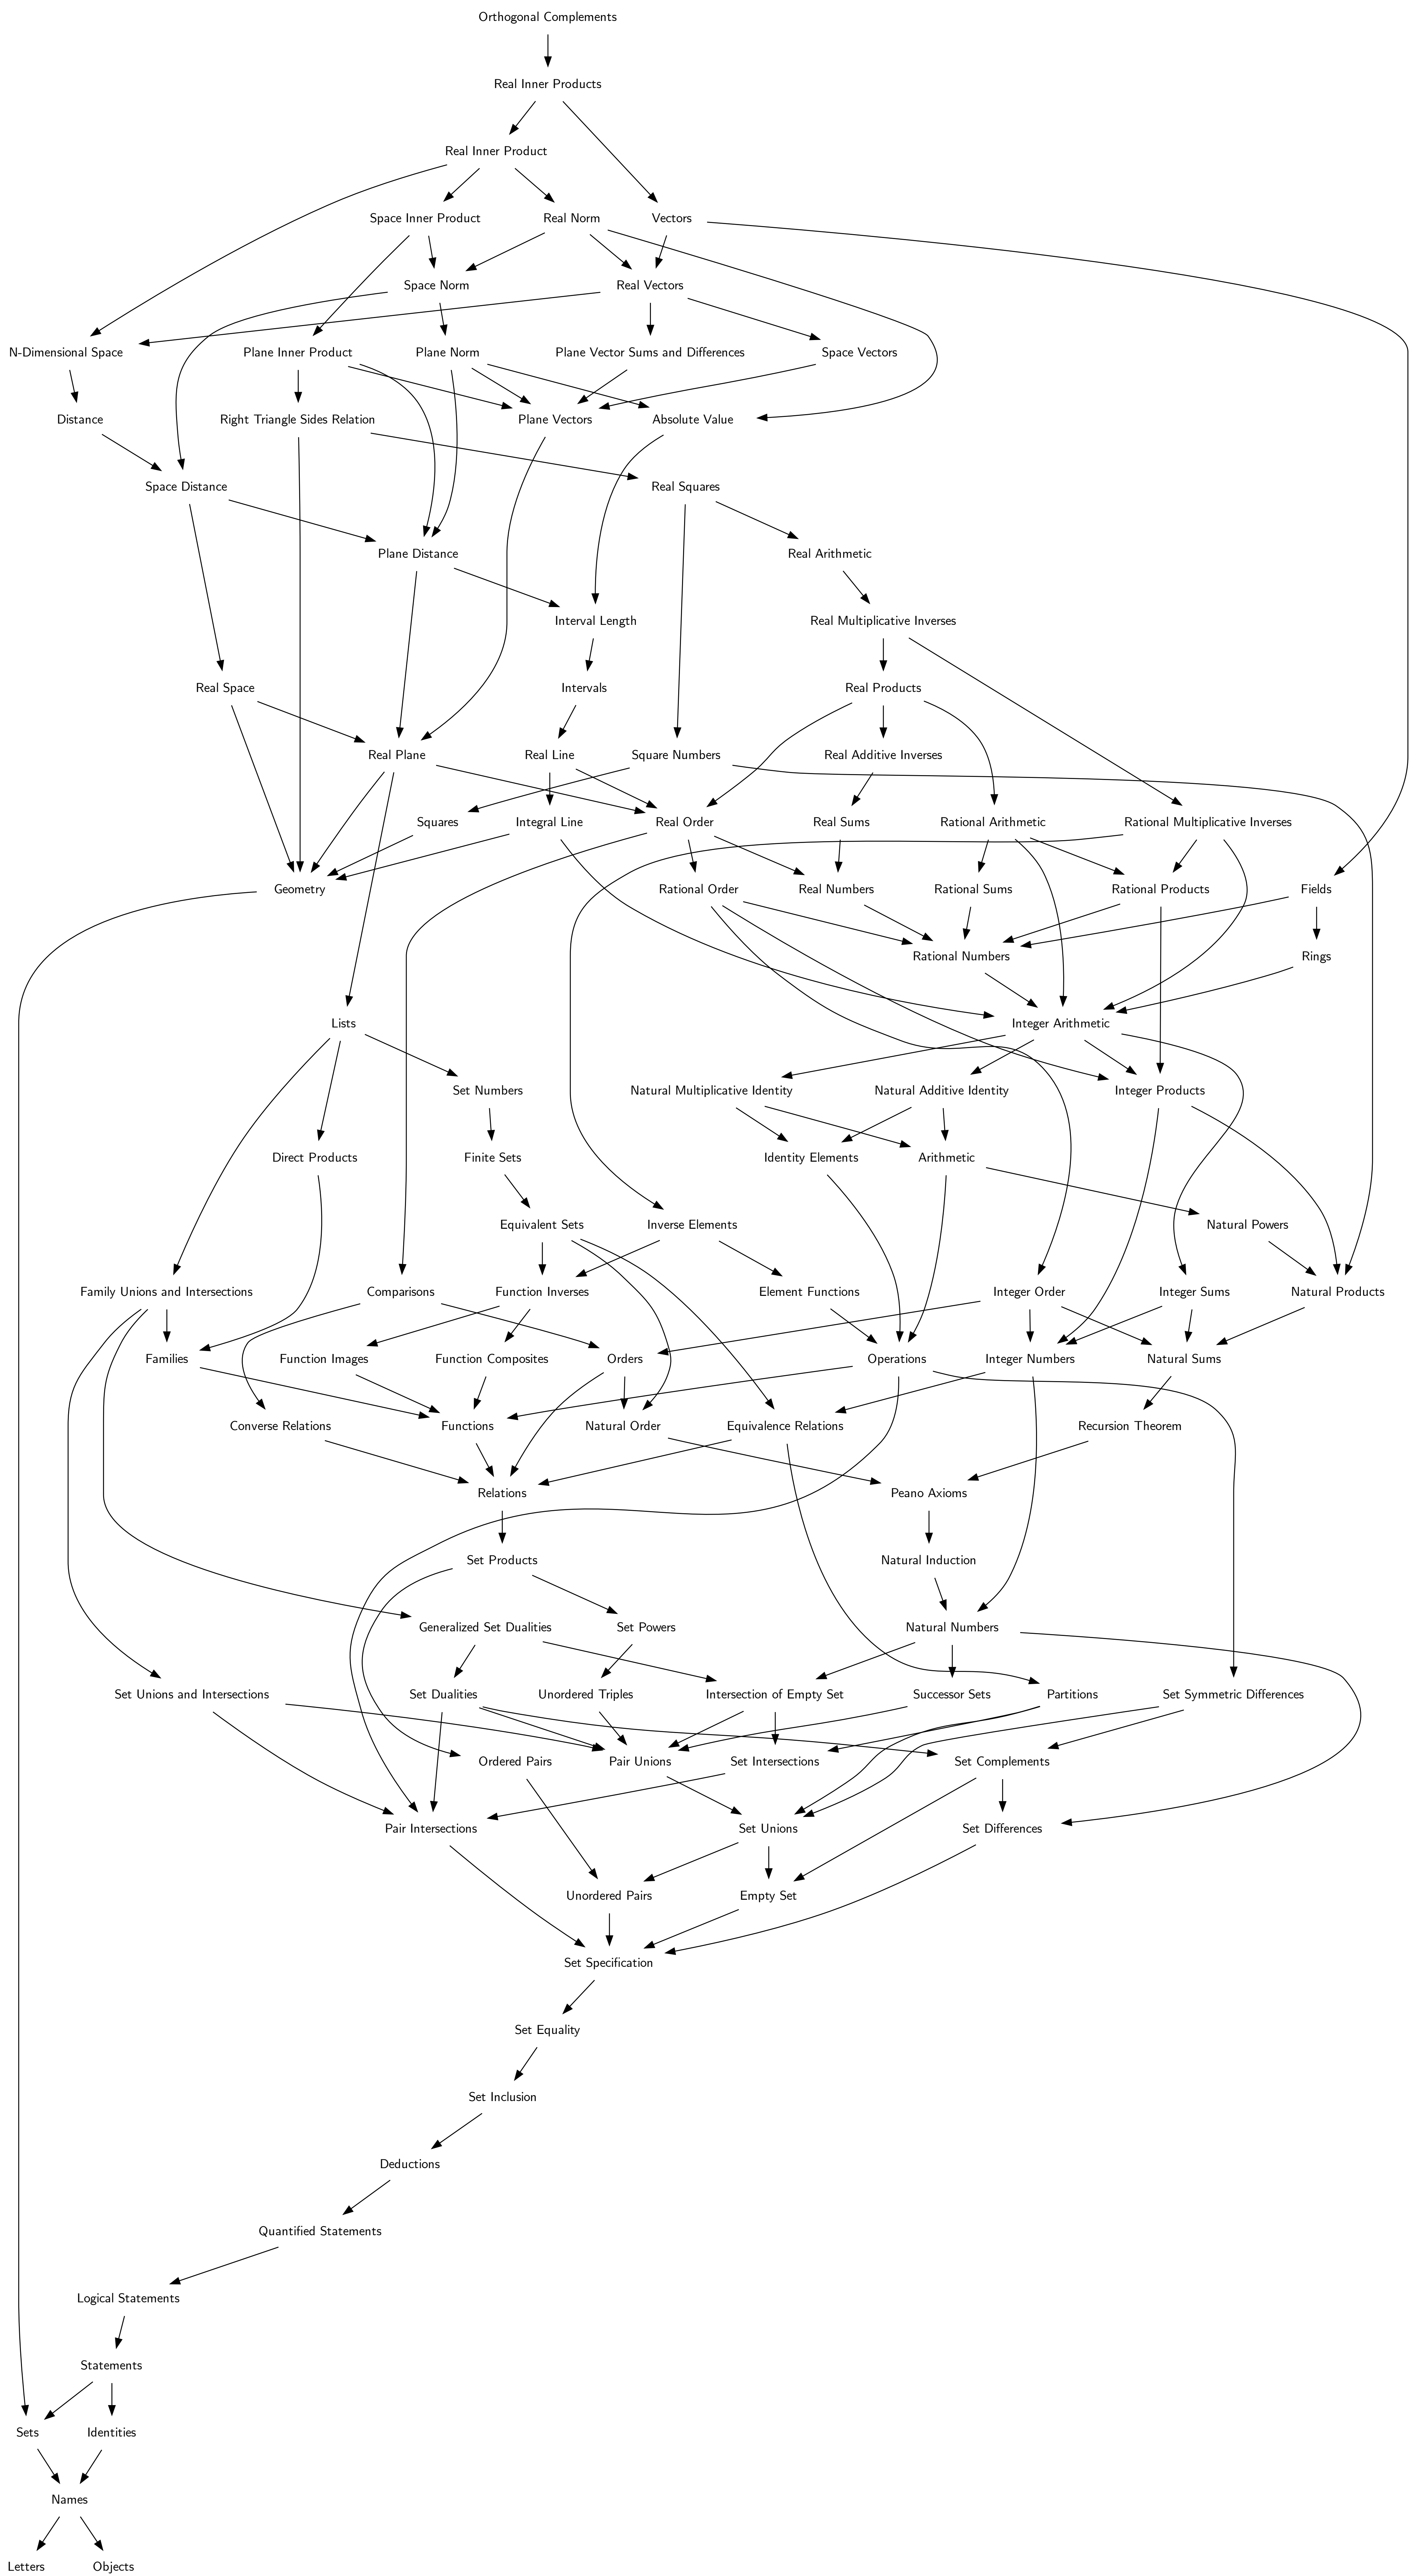 Orthogonal Complements
Real Inner Products
Real Inner Product
Space Inner Product
Real Norm
Vectors
Space Norm
Real Vectors
N-Dimensional Space
Plane Inner Product
Plane Norm
Plane Vector Sums and Differences
Space Vectors
Distance
Right Triangle Sides Relation
Plane Vectors
Absolute Value
Space Distance
Real Squares
Plane Distance
Real Arithmetic
Interval Length
Real Multiplicative Inverses
Real Space
Intervals
Real Products
Real Plane
Real Line
Square Numbers
Real Additive Inverses
Squares
Integral Line
Real Order
Real Sums
Rational Arithmetic
Rational Multiplicative Inverses
Geometry
Rational Order
Real Numbers
Rational Sums
Rational Products
Fields
Rational Numbers
Rings
Lists
Integer Arithmetic
Set Numbers
Natural Multiplicative Identity
Natural Additive Identity
Integer Products
Direct Products
Finite Sets
Identity Elements
Arithmetic
Equivalent Sets
Inverse Elements
Natural Powers
Family Unions and Intersections
Comparisons
Function Inverses
Element Functions
Integer Order
Integer Sums
Natural Products
Families
Function Images
Function Composites
Orders
Operations
Integer Numbers
Natural Sums
Converse Relations
Functions
Natural Order
Equivalence Relations
Recursion Theorem
Relations
Peano Axioms
Set Products
Natural Induction
Generalized Set Dualities
Set Powers
Natural Numbers
Set Unions and Intersections
Set Dualities
Unordered Triples
Intersection of Empty Set
Successor Sets
Partitions
Set Symmetric Differences
Ordered Pairs
Pair Unions
Set Intersections
Set Complements
Pair Intersections
Set Unions
Set Differences
Unordered Pairs
Empty Set
Set Specification
Set Equality
Set Inclusion
Deductions
Quantified Statements
Logical Statements
Statements
Sets
Identities
Names
Letters
Objects